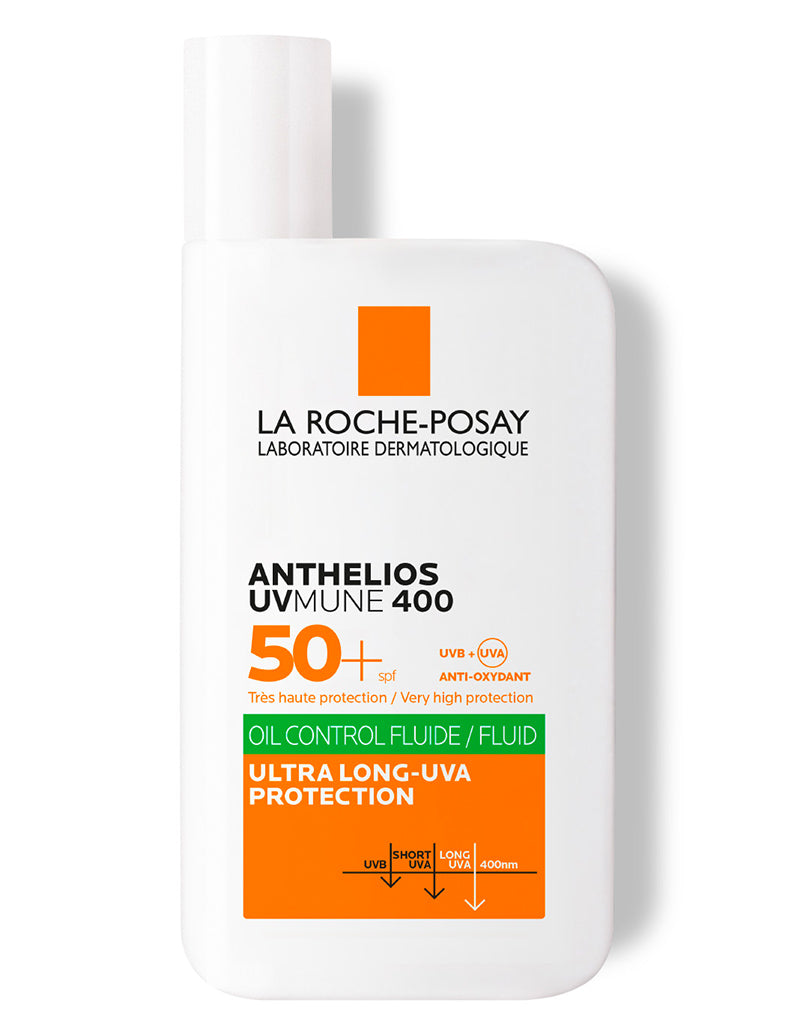 LA ROCHE-POSAY
LABORATOIRE DERMATOLOGIQUE
ANTHELIOS
UVMUNE 400
50+ spf
UVB + UVA
ANTI-OXYDANT
Très haute protection / Very high protection
OIL CONTROL FLUIDE / FLUID
ULTRA LONG-UVA
PROTECTION
UVB
SHORT UVA
LONG UVA
400nm